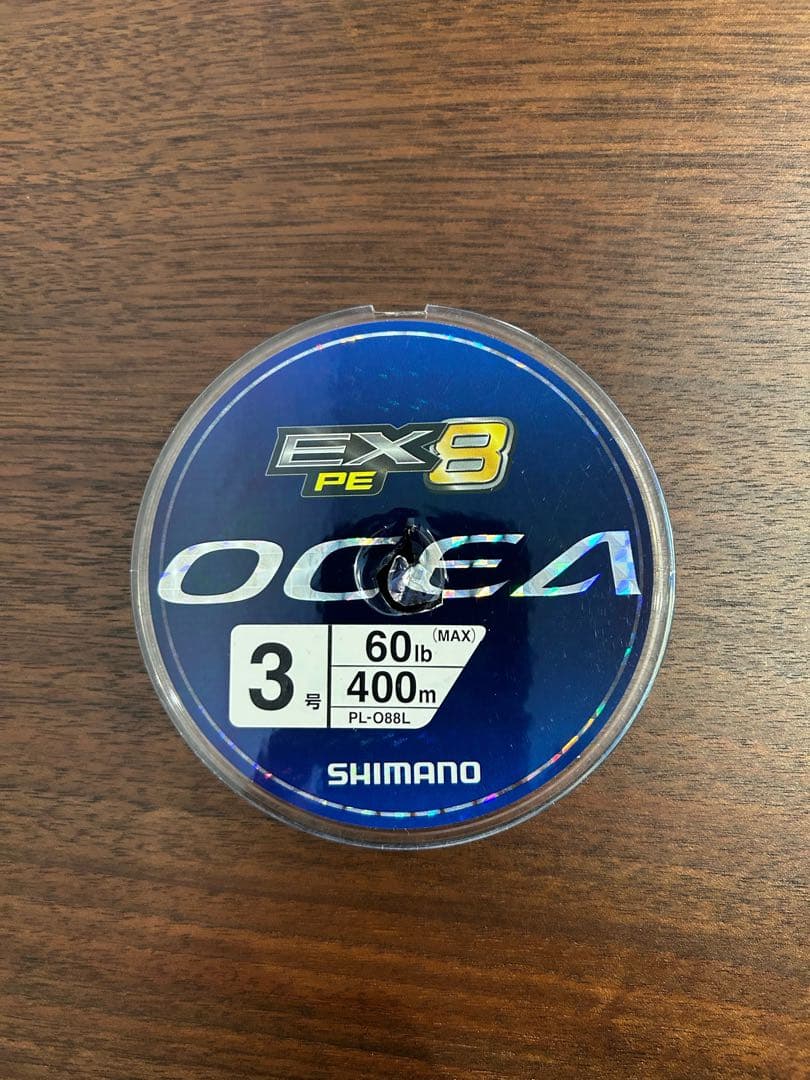 EX8
PE
OCEA
3号
60lb (MAX)
400m
PL-O88L
SHIMANO